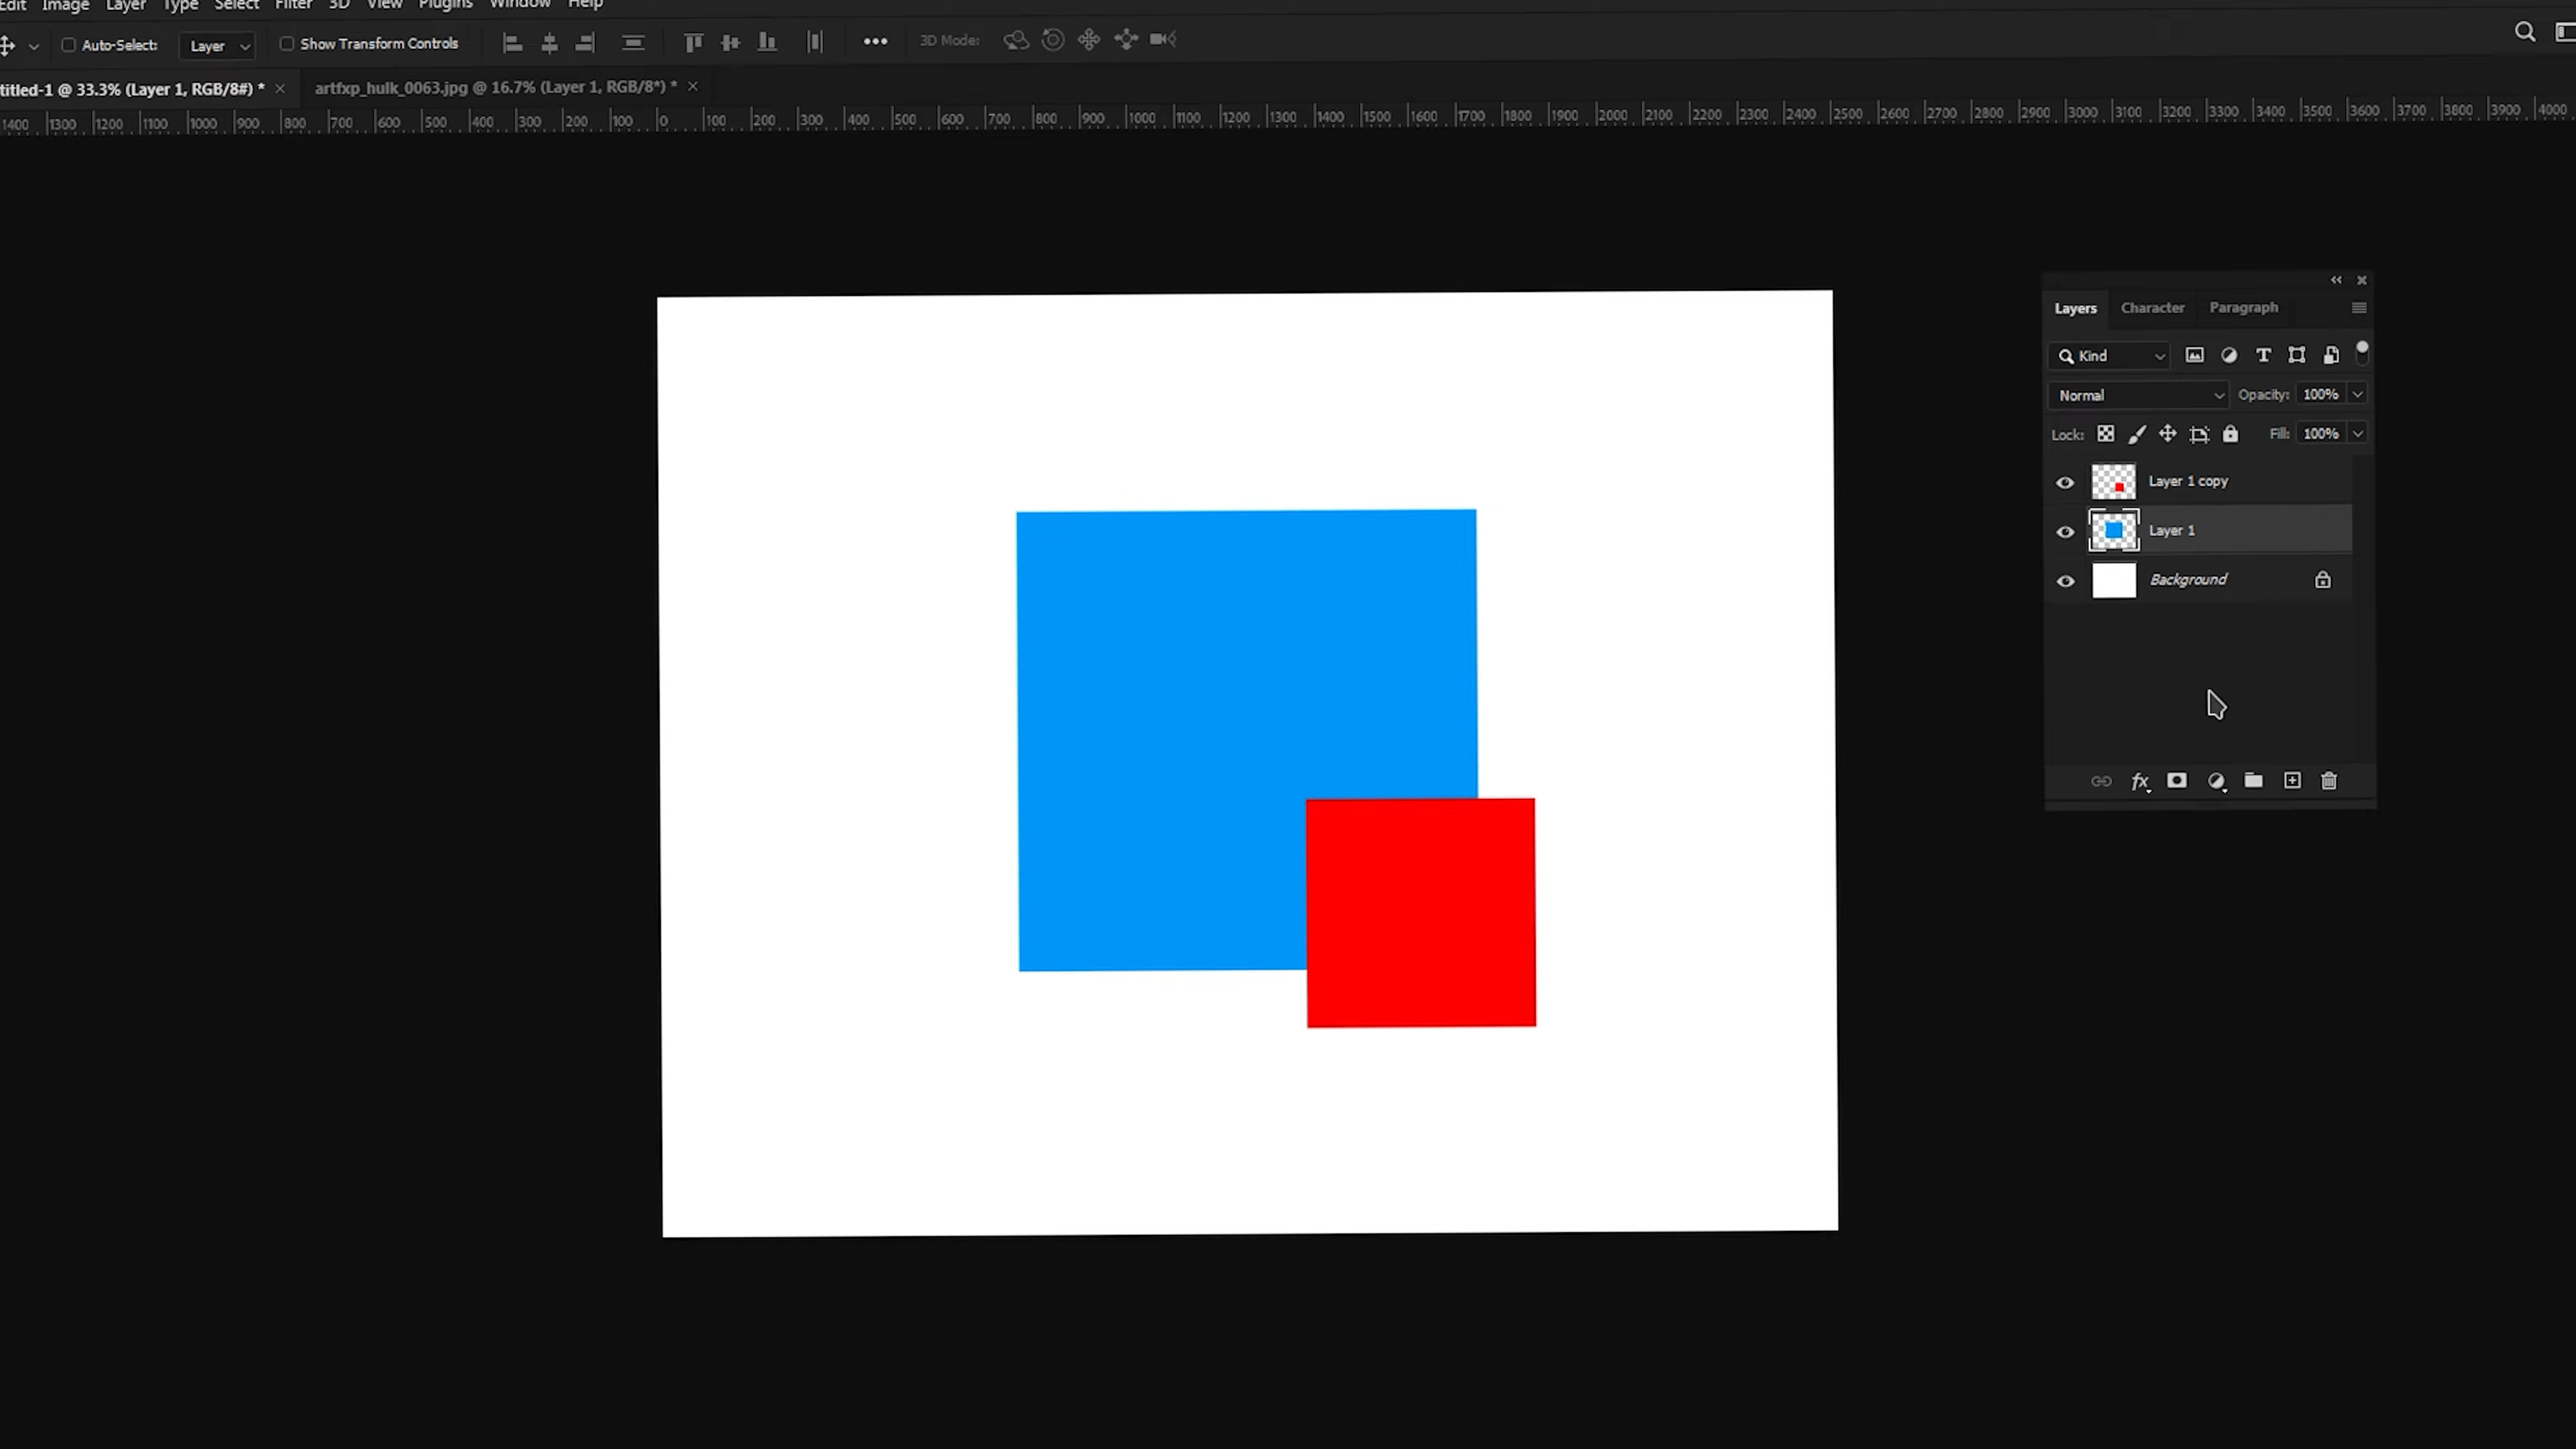 Edit Image Layer Type Select Filter 3D View Plugins Window Help
Auto-Select: Layer Show Transform Controls 3D Mode:
titled-1 @ 33.3% (Layer 1, RGB/8#) * artfxp_hulk_0063.jpg @ 16.7% (Layer 1, RGB/8*) *
1400 1300 1200 1100 1000 900 800 700 600 500 400 300 200 100 0 100 200 300 400 500 600 700 800 900 1000 1100 1200 1300 1400 1500 1600 1700 1800 1900 2000 2100 2200 2300 2400 2500 2600 2700 2800 2900 3000 3100 3200 3300 3400 3500 3600 3700 3800 3900 4000
Layers Character Paragraph
Kind
Normal Opacity: 100%
Lock: Fill: 100%
Layer 1 copy
Layer 1
Background
fx